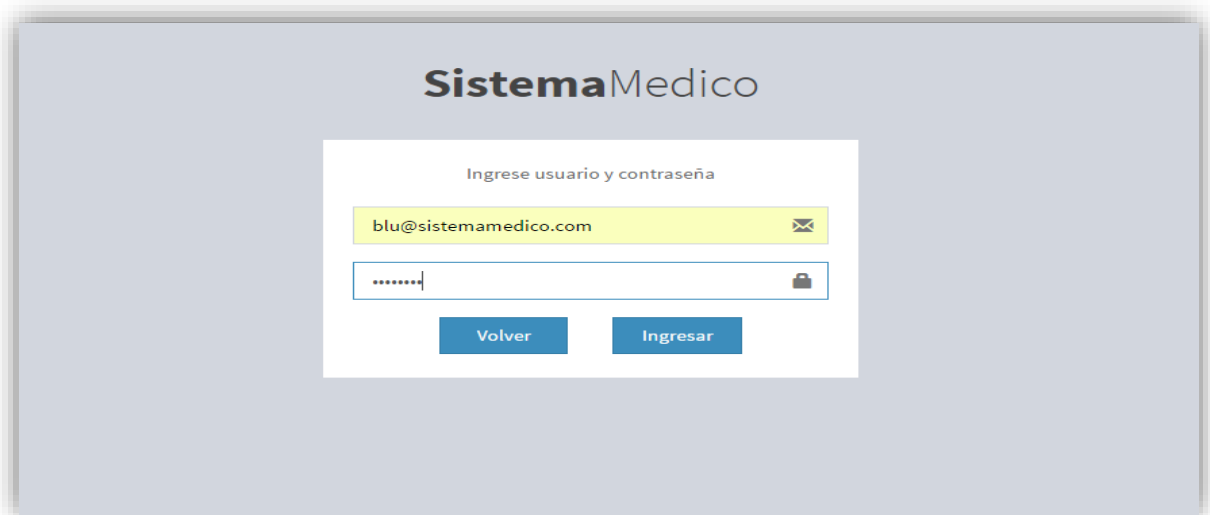 SistemaMedico
Ingrese usuario y contraseña
blu@sistemamedico.com
••••••••
Volver Ingresar